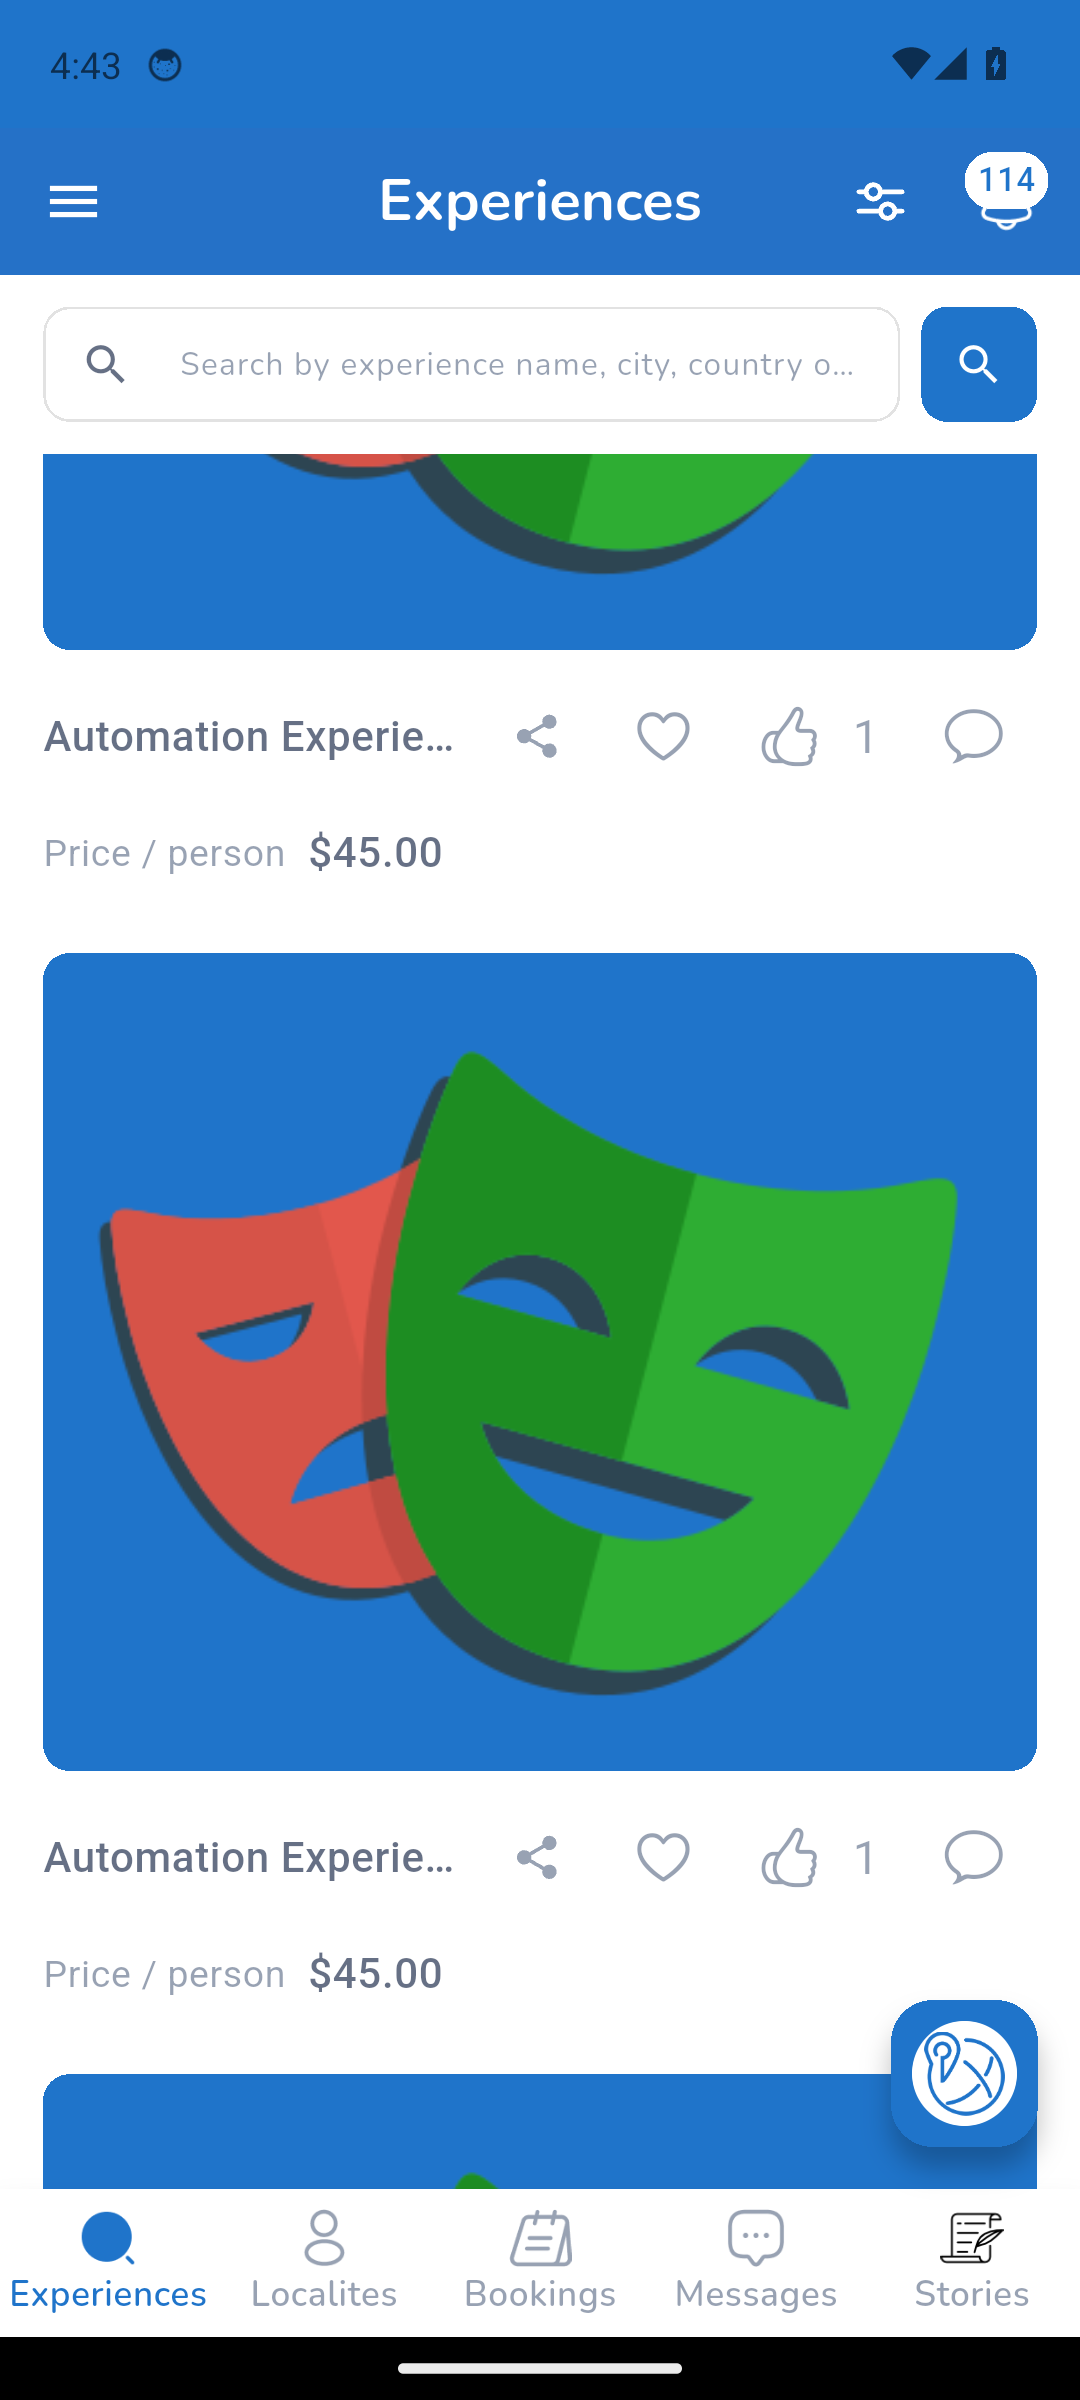 4:43
Experiences
114
Search by experience name, city, country o...
Automation Experie...
1
Price / person $45.00
Automation Experie...
1
Price / person $45.00
Experiences
Localites
Bookings
Messages
Stories